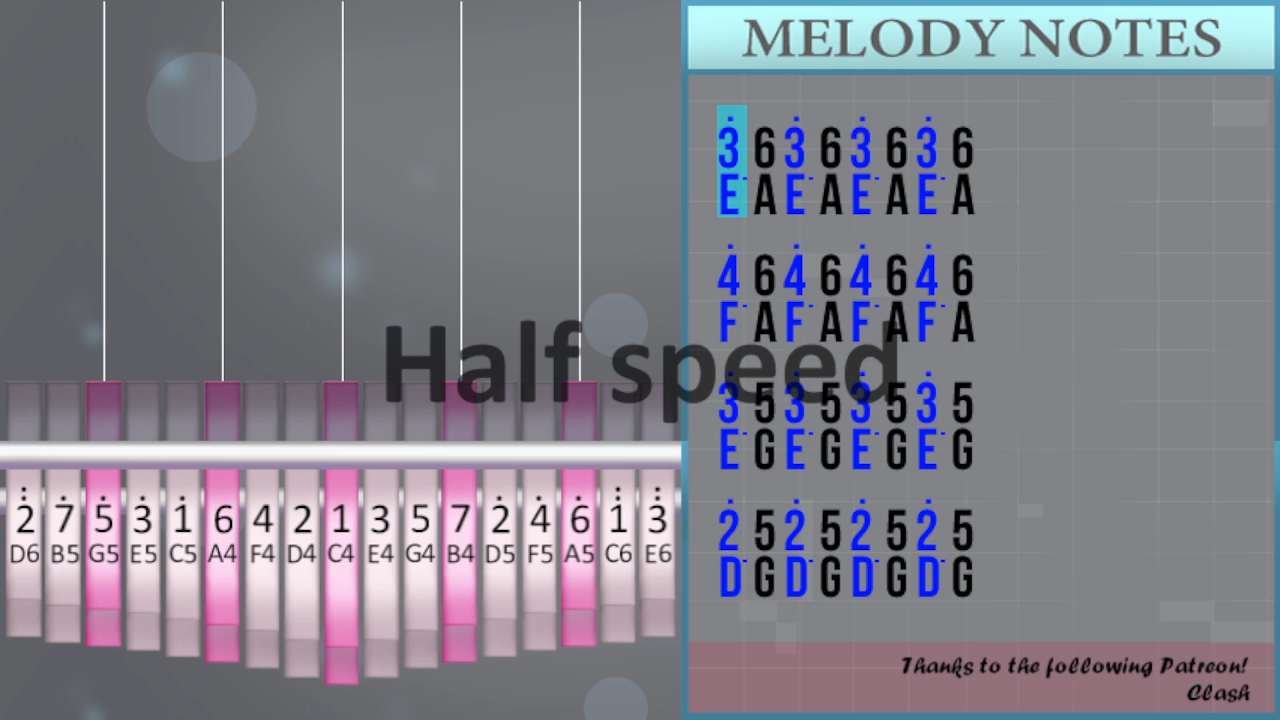 MELODY NOTES
3̇ 6 3̇ 6 3̇ 6 3̇ 6
E˙ A E˙ A E˙ A E˙ A
4̇ 6 4̇ 6 4̇ 6 4̇ 6
F˙ A F˙ A F˙ A F˙ A
Half speed
3̇ 5 3̇ 5 3̇ 5 3̇ 5
E˙ G E˙ G E˙ G E˙ G
2̇ 5 2̇ 5 2̇ 5 2̇ 5
D˙ G D˙ G D˙ G D˙ G
2̈ 7̇ 5̇ 3̇ 1̇ 6 4 2 1 3 5 7 2̇ 4̇ 6̇ 1̈ 3̈
D6 B5 G5 E5 C5 A4 F4 D4 C4 E4 G4 B4 D5 F5 A5 C6 E6
Thanks to the following Patreon!
Clash